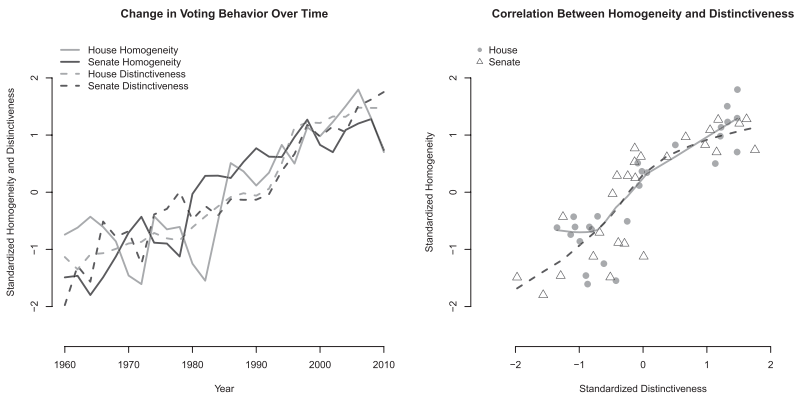 Change in Voting Behavior Over Time
House Homogeneity
Senate Homogeneity
House Distinctiveness
Senate Distinctiveness
Standardized Homogeneity and Distinctiveness
2
1
0
−1
−2
1960 1970 1980 1990 2000 2010
Year
Correlation Between Homogeneity and Distinctiveness
House
Senate
Standardized Homogeneity
2
1
0
−1
−2
−2 −1 0 1 2
Standardized Distinctiveness